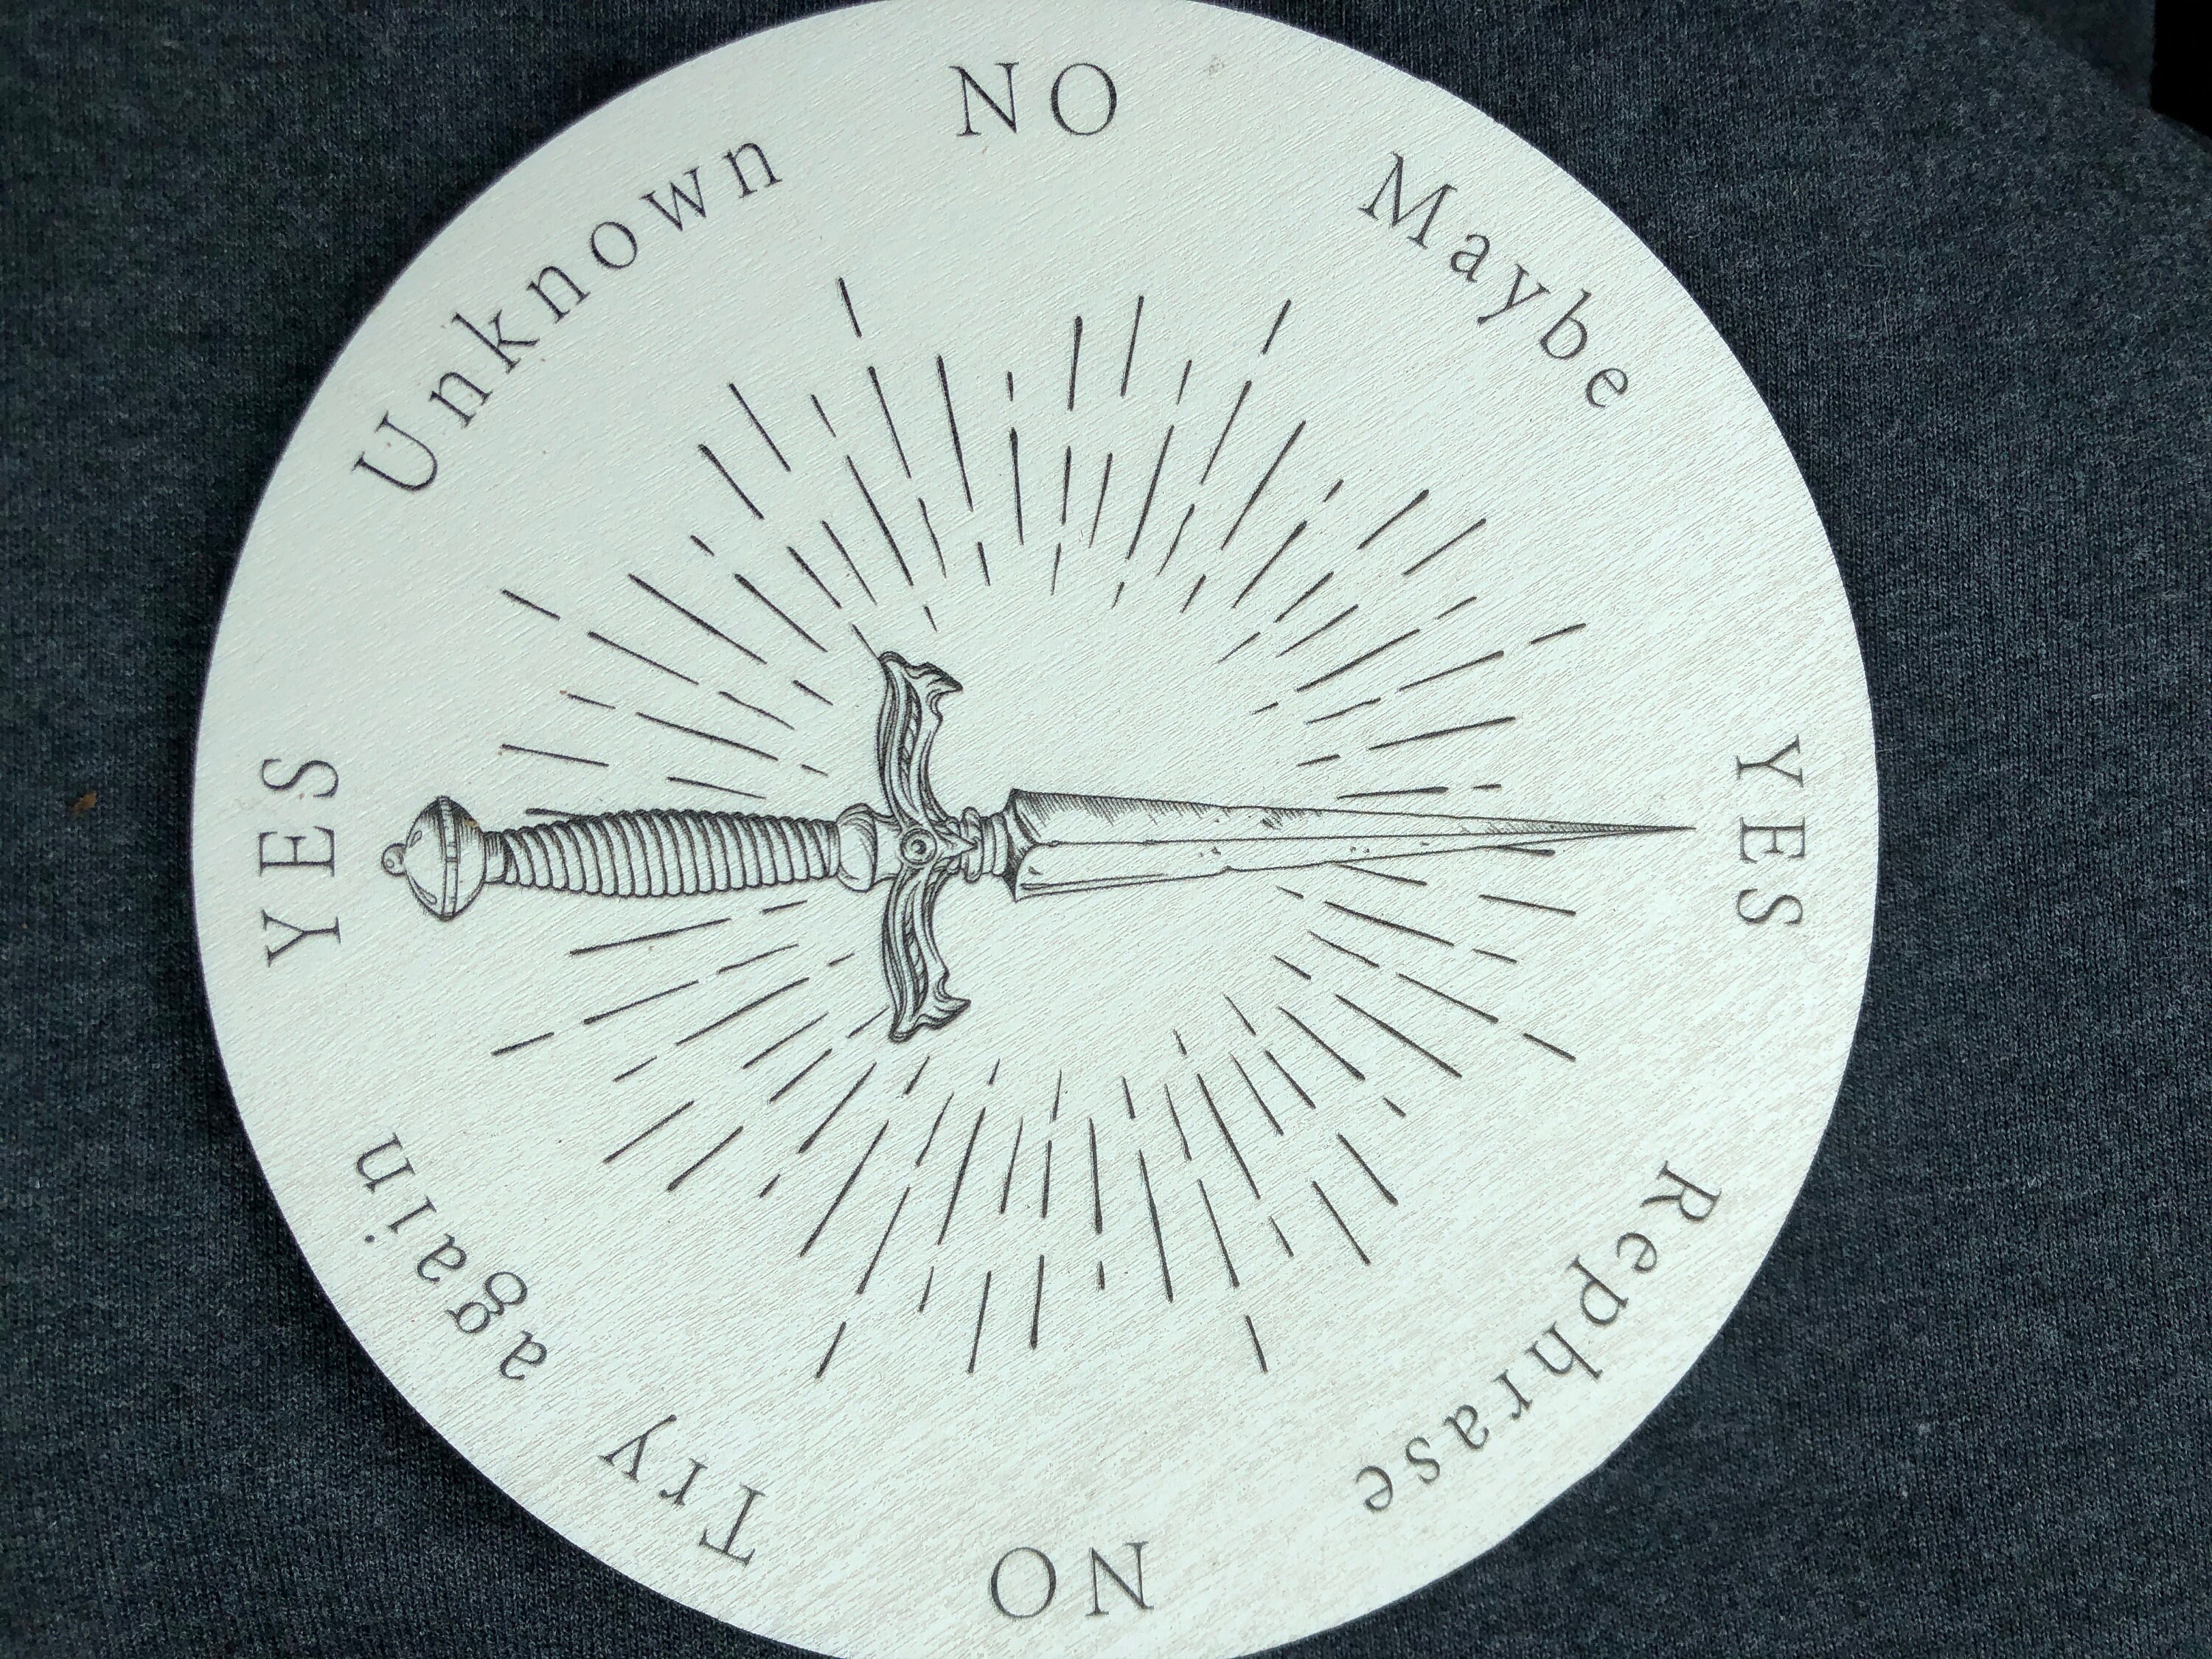 NO
Maybe
YES
Rephrase
NO
Try again
YES
Unknown